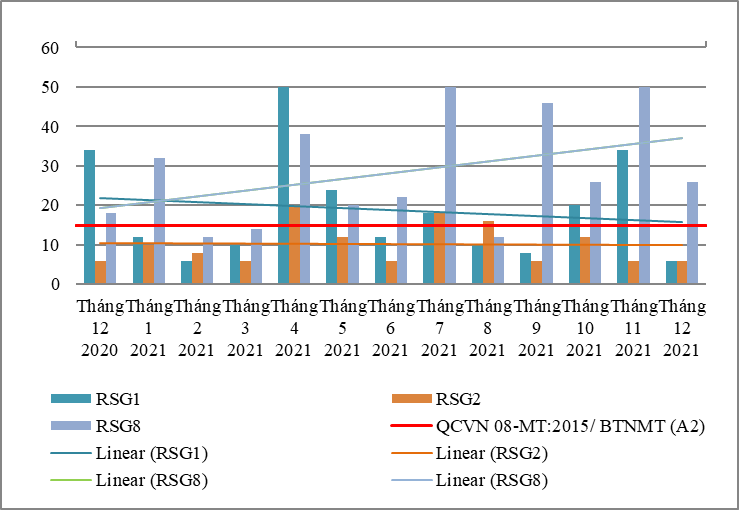 60
50
40
30
20
10
0
Tháng Tháng Tháng Tháng Tháng Tháng Tháng Tháng Tháng Tháng Tháng Tháng Tháng
12 1 2 3 4 5 6 7 8 9 10 11 12
2020 2021 2021 2021 2021 2021 2021 2021 2021 2021 2021 2021 2021
RSG1 RSG2
RSG8 QCVN 08-MT:2015/ BTNMT (A2)
Linear (RSG1) Linear (RSG2)
Linear (RSG8) Linear (RSG8)